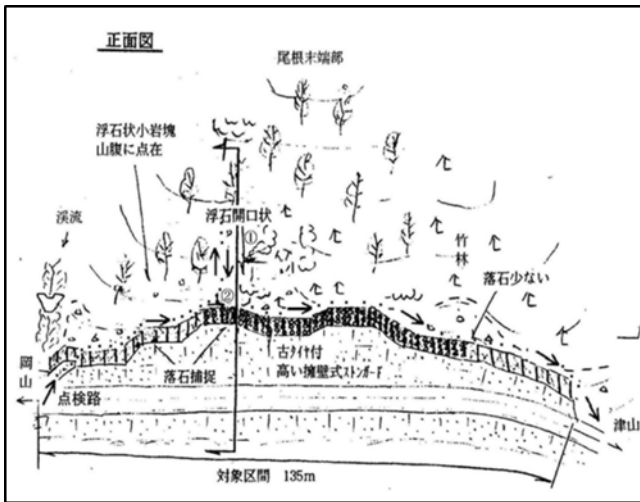 正面図
尾根末端部
浮石状小岩塊
山腹に点在
渓流
浮石開口状
①
竹林
落石少ない
②
古タイヤ付
高い擁壁式ストンガード
落石捕捉
岡山
点検路
津山
対象区間 135m